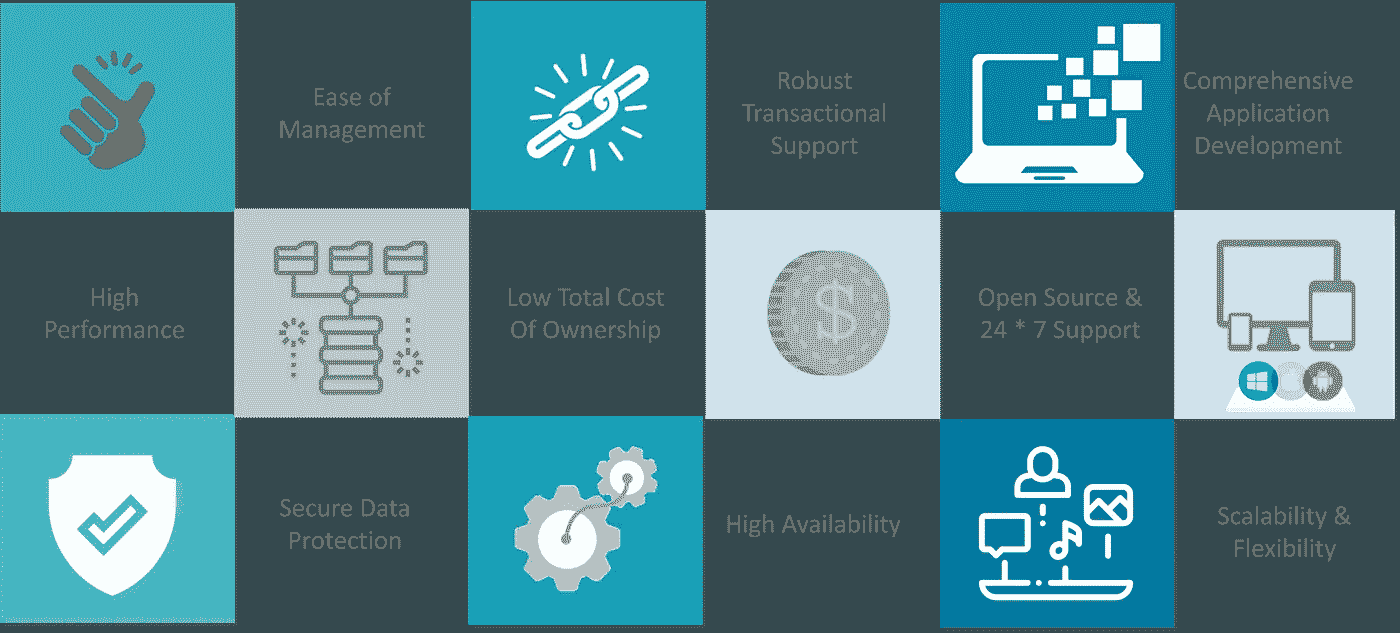 Ease of
Management
Robust
Transactional
Support
Comprehensive
Application
Development
High
Performance
Low Total Cost
Of Ownership
Open Source &
24 * 7 Support
Secure Data
Protection
High Availability
Scalability &
Flexibility